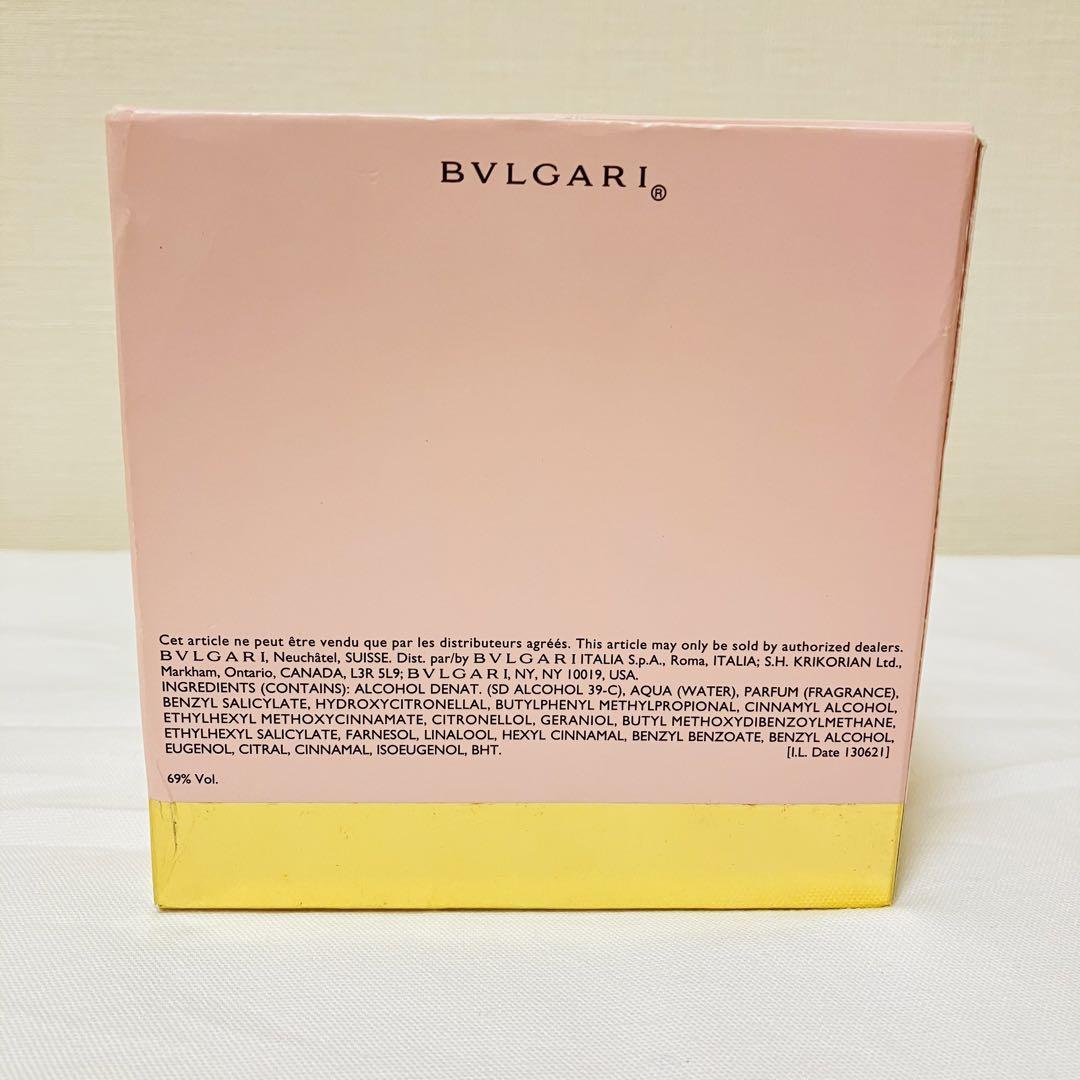 BVLGARI®
Cet article ne peut être vendu que par les distributeurs agréés. This article may only be sold by authorized dealers.
BVLGARI, Neuchâtel, SUISSE. Dist. par/by BVLGARI ITALIA S.p.A., Roma, ITALIA; S.H. KRIKORIAN Ltd.,
Markham, Ontario, CANADA, L3R 5L9; BVLGARI, NY, NY 10019, USA.
INGREDIENTS (CONTAINS): ALCOHOL DENAT. (SD ALCOHOL 39-C), AQUA (WATER), PARFUM (FRAGRANCE),
BENZYL SALICYLATE, HYDROXYCITRONELLAL, BUTYLPHENYL METHYLPROPIONAL, CINNAMYL ALCOHOL,
ETHYLHEXYL METHOXYCINNAMATE, CITRONELLOL, GERANIOL, BUTYL METHOXYDIBENZOYLMETHANE,
ETHYLHEXYL SALICYLATE, FARNESOL, LINALOOL, HEXYL CINNAMAL, BENZYL BENZOATE, BENZYL ALCOHOL,
EUGENOL, CITRAL, CINNAMAL, ISOEUGENOL, BHT. [I.L. Date 130621]
69% Vol.